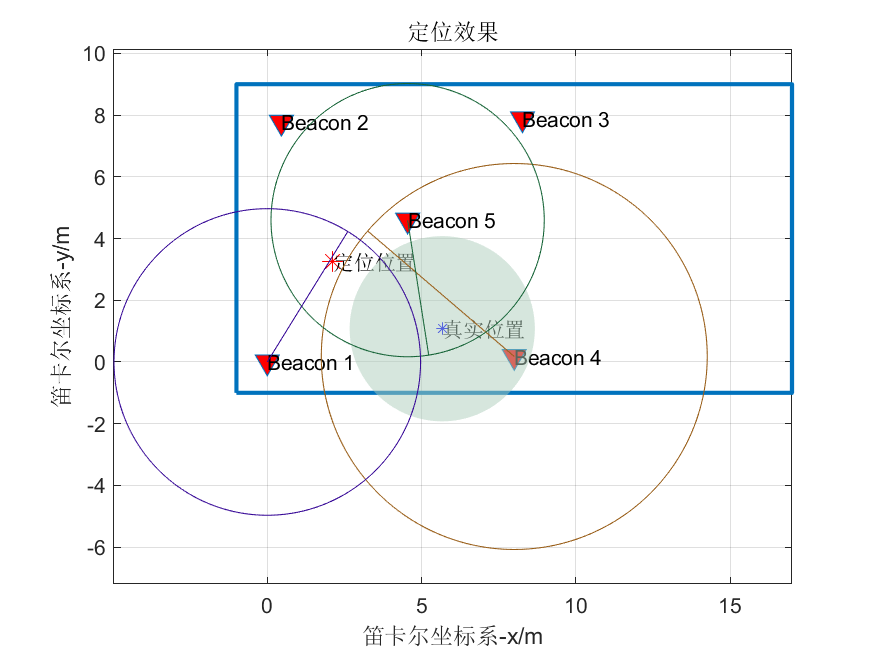 定位效果
10
8
6
4
2
0
-2
-4
-6
笛卡尔坐标系-y/m
Beacon 2
Beacon 3
Beacon 5
定位位置
真实位置
Beacon 1
Beacon 4
0
5
10
15
笛卡尔坐标系-x/m